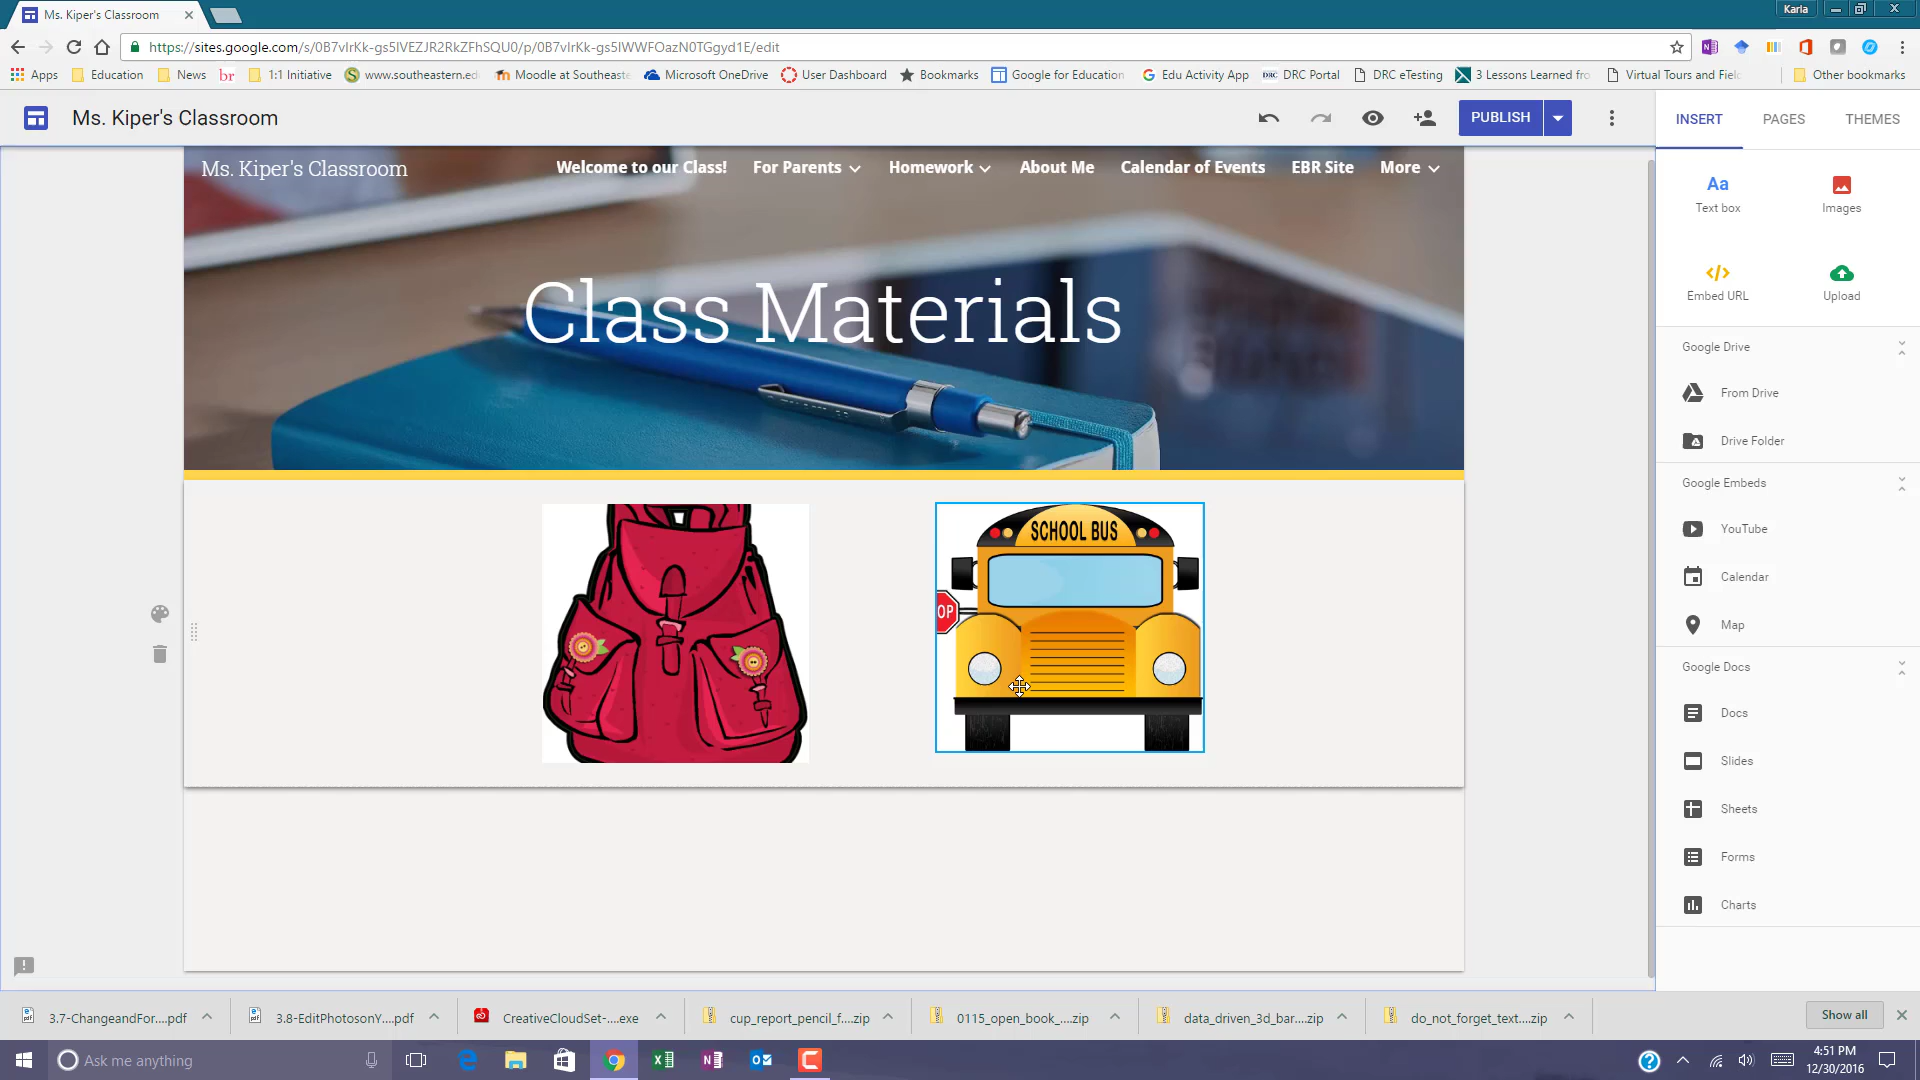 Ms. Kiper's Classroom
Karla
https://sites.google.com/s/0B7vIrKk-gs5IVEZJR2RkZFhSQU0/p/0B7vIrKk-gs5IWWFOazN0TGgyd1E/edit
Apps Education News br 1:1 Initiative www.southeastern.ed Moodle at Southeaste Microsoft OneDrive User Dashboard Bookmarks Google for Education Edu Activity App DRC DRC Portal DRC eTesting 3 Lessons Learned fro Virtual Tours and Fiel Other bookmarks
Ms. Kiper's Classroom
PUBLISH
INSERT PAGES THEMES
Ms. Kiper's Classroom
Welcome to our Class! For Parents Homework About Me Calendar of Events EBR Site More
Class Materials
SCHOOL BUS
OP
Aa
Text box Images
Embed URL Upload
Google Drive
From Drive
Drive Folder
Google Embeds
YouTube
Calendar
Map
Google Docs
Docs
Slides
Sheets
Forms
Charts
3.7-ChangeandFor....pdf 3.8-EditPhotosonY....pdf CreativeCloudSet-....exe cup_report_pencil_f....zip 0115_open_book_....zip data_driven_3d_bar....zip do_not_forget_text....zip Show all
Ask me anything
4:51 PM
12/30/2016